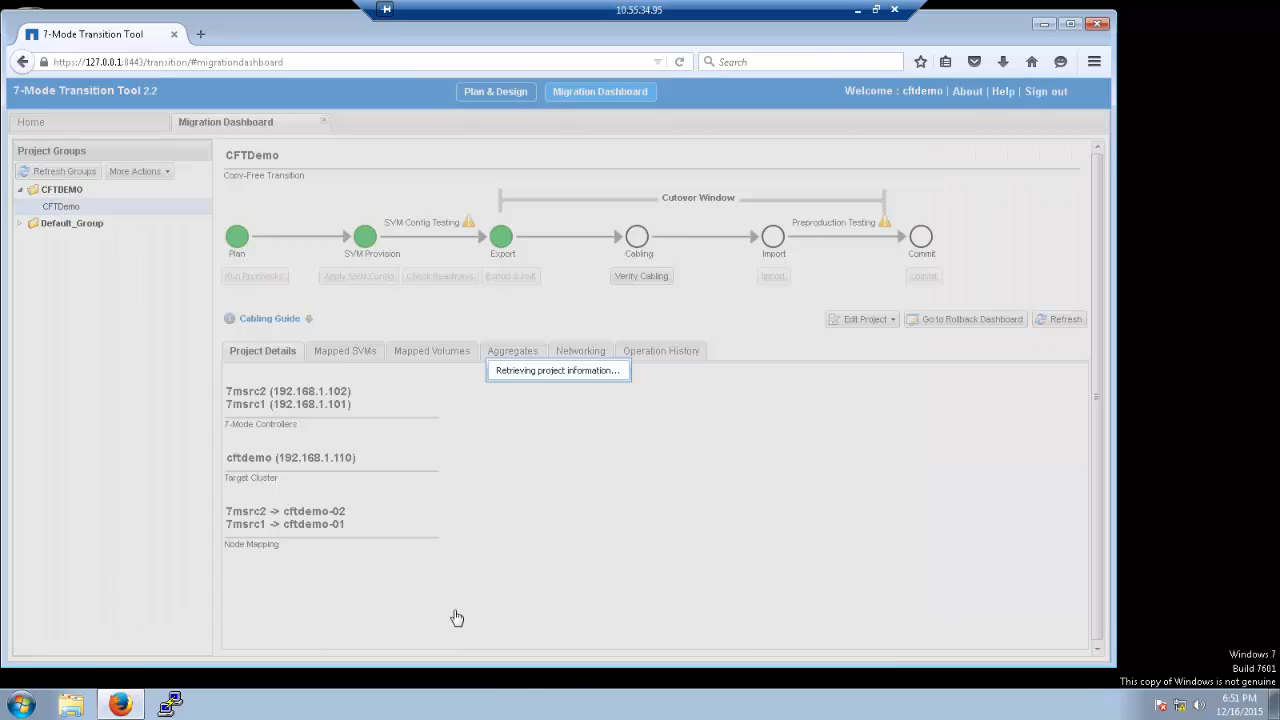 10.55.34.95
7-Mode Transition Tool
https://127.0.0.1:8443/transition/#migrationdashboard
Search
7-Mode Transition Tool 2.2
Plan & Design
Migration Dashboard
Welcome : cftdemo | About | Help | Sign out
Home
Migration Dashboard
Project Groups
Refresh Groups
More Actions
CFTDEMO
CFTDemo
Default_Group
CFTDemo
Copy-Free Transition
Cutover Window
SVM Config Testing
Preproduction Testing
Plan
SVM Provision
Export
Cabling
Import
Commit
Run Prechecks
Apply SVM Config
Check Readiness
Export & Halt
Verify Cabling
Import
Commit
Cabling Guide
Edit Project
Go to Rollback Dashboard
Refresh
Project Details
Mapped SVMs
Mapped Volumes
Aggregates
Networking
Operation History
Retrieving project information...
7msrc2 (192.168.1.102)
7msrc1 (192.168.1.101)
7-Mode Controllers
cftdemo (192.168.1.110)
Target Cluster
7msrc2 -> cftdemo-02
7msrc1 -> cftdemo-01
Node Mapping
Windows 7
Build 7601
This copy of Windows is not genuine
6:51 PM
12/16/2015